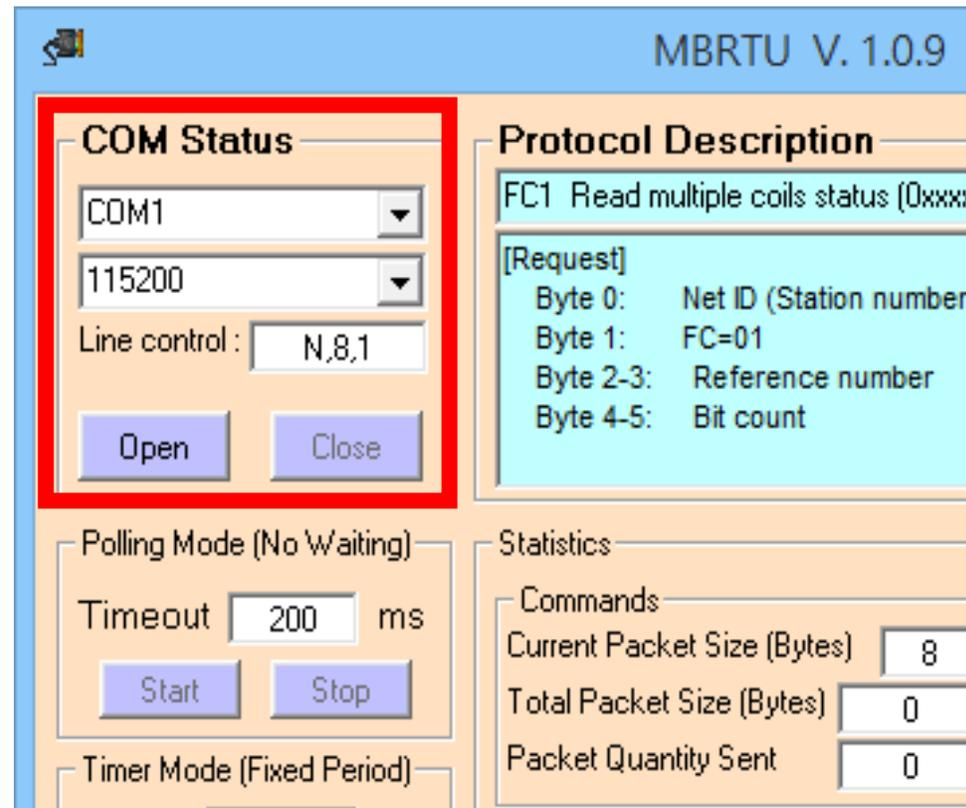 MBRTU V. 1.0.9
COM Status
COM1
115200
Line control :
N,8,1
Open
Close
Protocol Description
FC1 Read multiple coils status (0xxx
[Request]
Byte 0: Net ID (Station number
Byte 1: FC=01
Byte 2-3: Reference number
Byte 4-5: Bit count
Polling Mode (No Waiting)
Timeout 200 ms
Start
Stop
Timer Mode (Fixed Period)
Statistics
Commands
Current Packet Size (Bytes) 8
Total Packet Size (Bytes) 0
Packet Quantity Sent 0